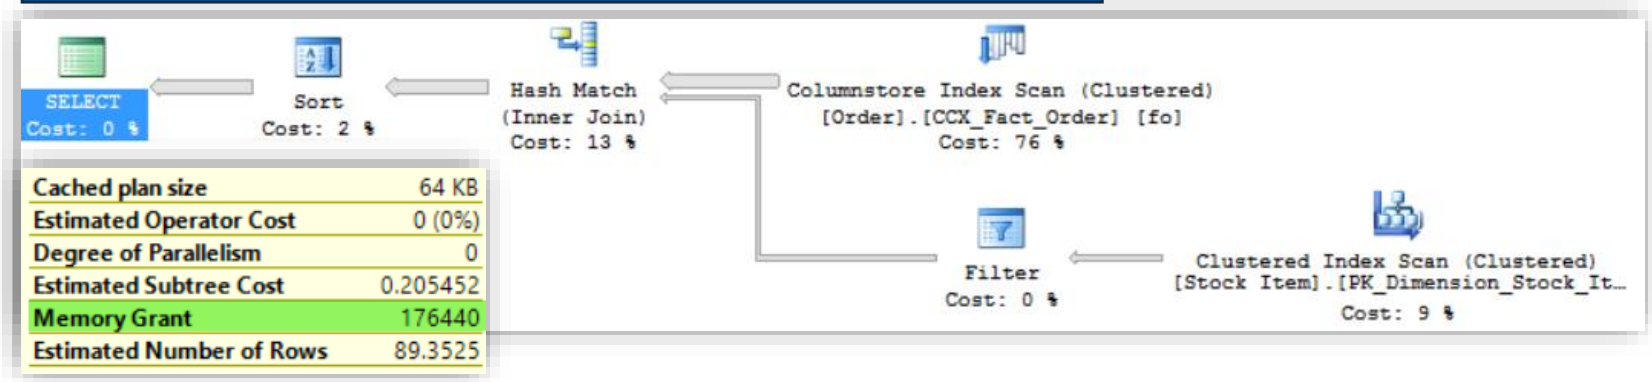 SELECT
Cost: 0 %
Sort
Cost: 2 %
Hash Match
(Inner Join)
Cost: 13 %
Columnstore Index Scan (Clustered)
[Order].[CCX_Fact_Order] [fo]
Cost: 76 %
Filter
Cost: 0 %
Clustered Index Scan (Clustered)
[Stock Item].[PK_Dimension_Stock_It…
Cost: 9 %
Cached plan size 64 KB
Estimated Operator Cost 0 (0%)
Degree of Parallelism 0
Estimated Subtree Cost 0.205452
Memory Grant 176440
Estimated Number of Rows 89.3525